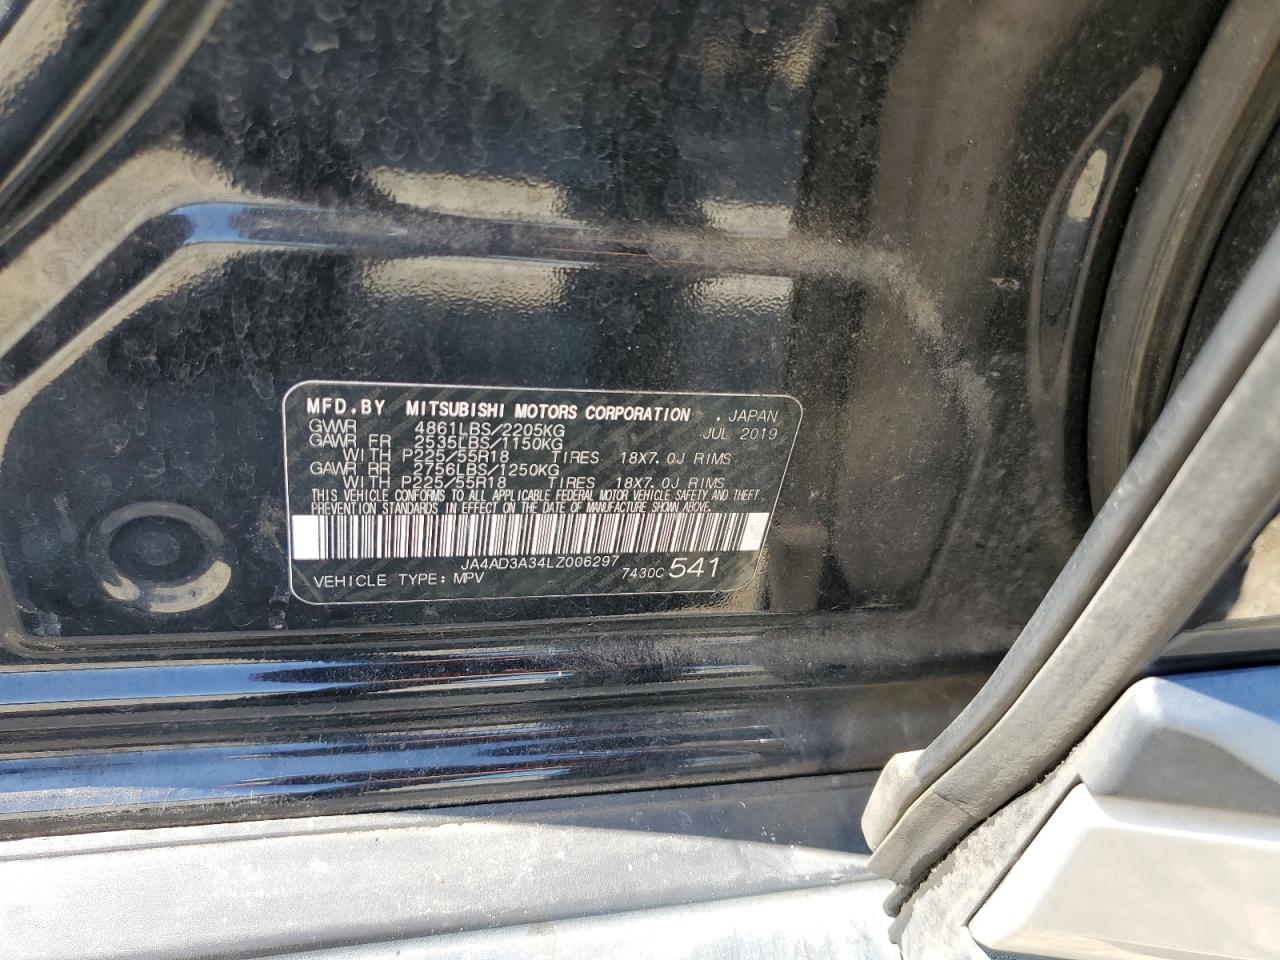 MFD.BY MITSUBISHI MOTORS CORPORATION , JAPAN
GVWR 4861LBS/2205KG JUL 2019
GAWR FR 2535LBS/1150KG
WITH P225/55R18 TIRES 18X7.0J RIMS
GAWR RR 2756LBS/1250KG
WITH P225/55R18 TIRES 18X7.0J RIMS
THIS VEHICLE CONFORMS TO ALL APPLICABLE FEDERAL MOTOR VEHICLE SAFETY AND THEFT
PREVENTION STANDARDS IN EFFECT ON THE DATE OF MANUFACTURE SHOWN ABOVE.
JA4AD3A34LZ006297
VEHICLE TYPE: MPV 7430C 541